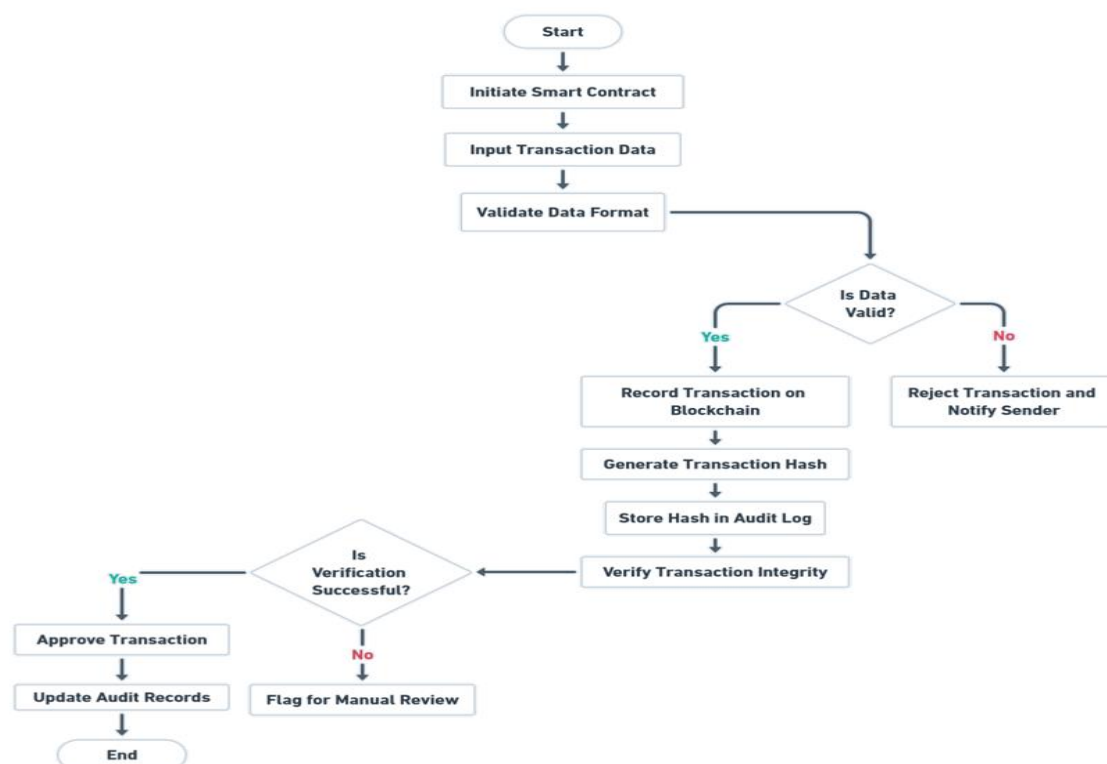 Start
Initiate Smart Contract
Input Transaction Data
Validate Data Format
Is Data
Valid?
Yes
No
Record Transaction on
Blockchain
Reject Transaction and
Notify Sender
Generate Transaction Hash
Store Hash in Audit Log
Verify Transaction Integrity
Is
Verification
Successful?
Yes
No
Approve Transaction
Update Audit Records
Flag for Manual Review
End